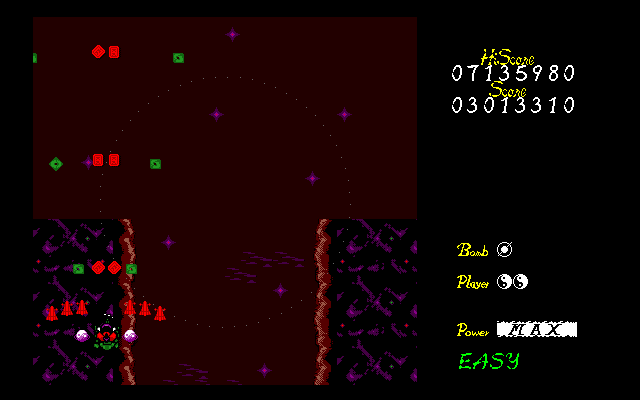 HiScore
07135980
Score
03013310
Bomb
Player
Power MAX
EASY